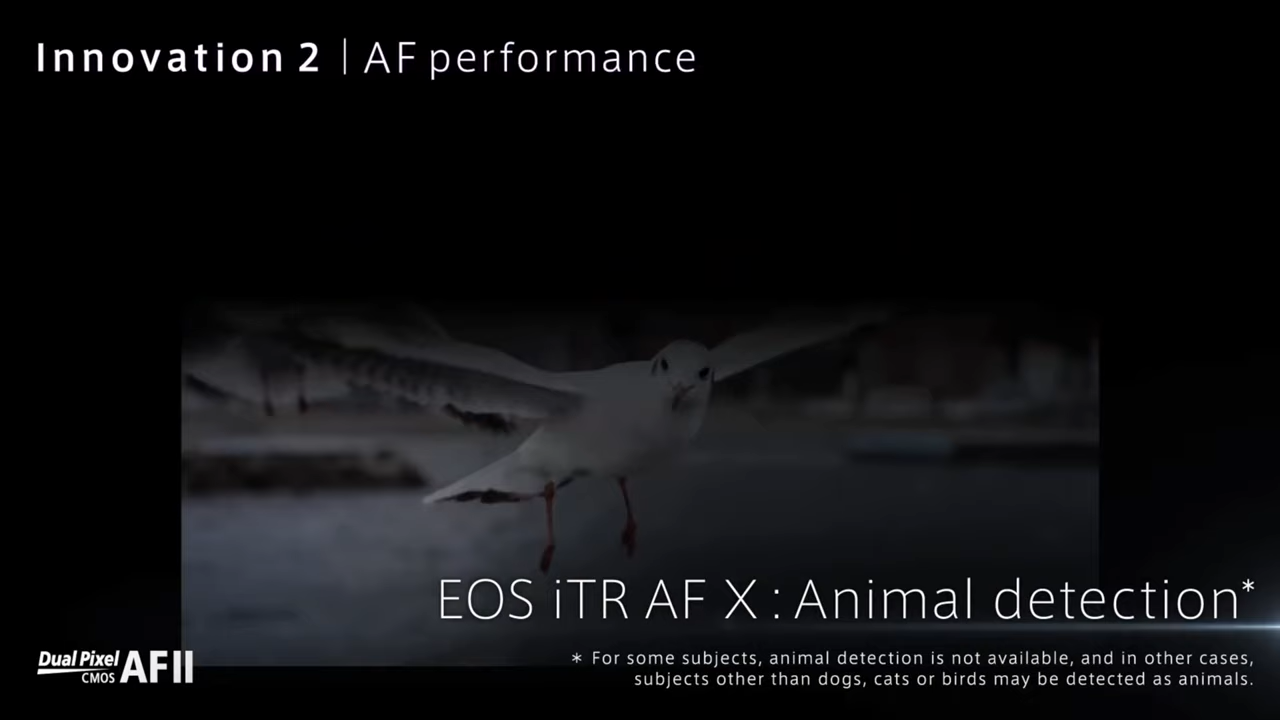 Innovation 2 | AF performance
EOS iTR AF X : Animal detection*
Dual Pixel
CMOS AF II
* For some subjects, animal detection is not available, and in other cases,
subjects other than dogs, cats or birds may be detected as animals.